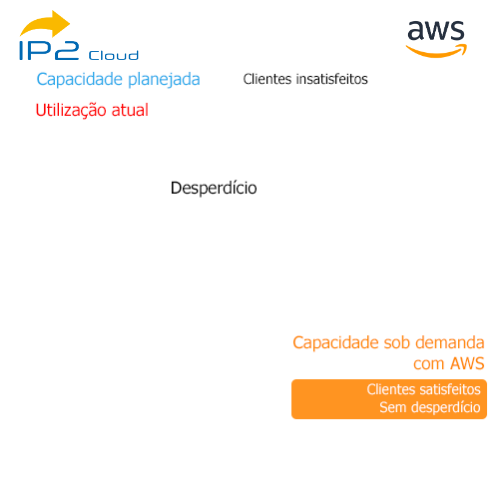 IP2 Cloud
aws
Capacidade planejada
Clientes insatisfeitos
Utilização atual
Desperdício
Capacidade sob demanda
com AWS
Clientes satisfeitos
Sem desperdício